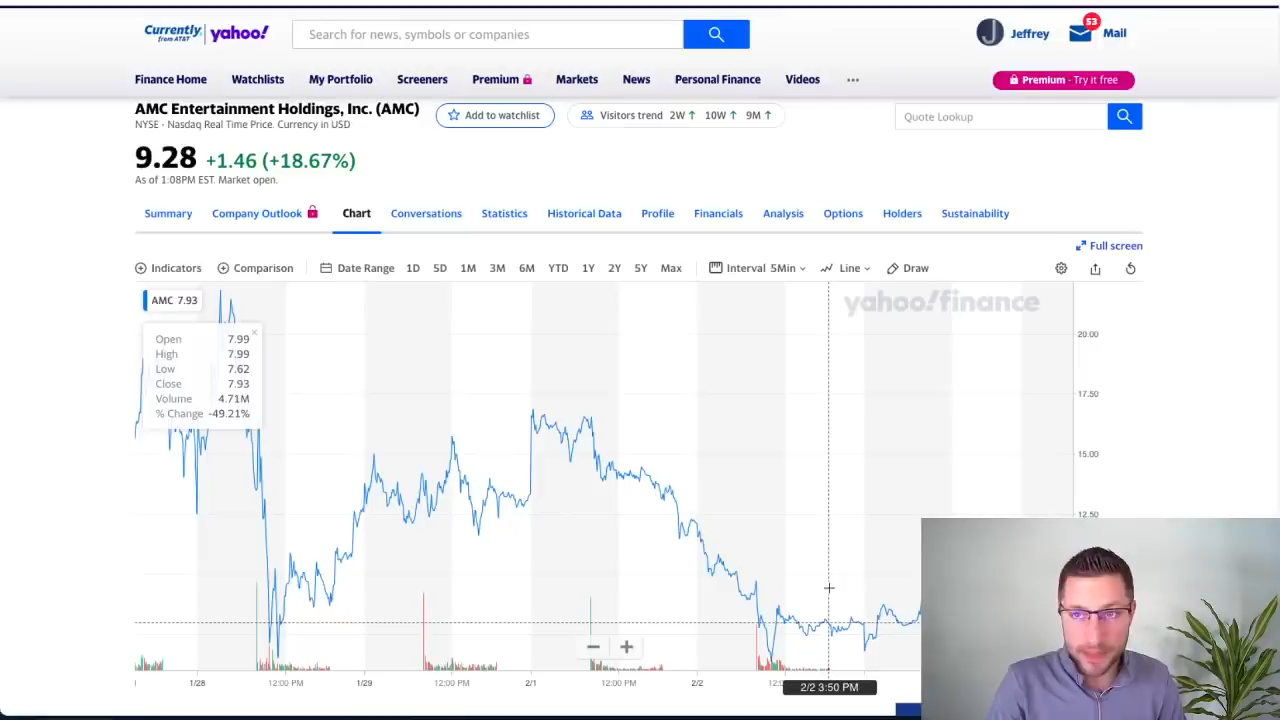 Currently
from AT&T
yahoo!
Search for news, symbols or companies
Jeffrey
53
Mail
Finance Home
Watchlists
My Portfolio
Screeners
Premium
Markets
News
Personal Finance
Videos
...
Premium - Try it free
AMC Entertainment Holdings, Inc. (AMC)
NYSE - Nasdaq Real Time Price. Currency in USD
Add to watchlist
Visitors trend 2W↑ 10W↑ 9M↑
Quote Lookup
9.28 +1.46 (+18.67%)
As of 1:08PM EST. Market open.
Summary
Company Outlook
Chart
Conversations
Statistics
Historical Data
Profile
Financials
Analysis
Options
Holders
Sustainability
Full screen
Indicators
Comparison
Date Range
1D
5D
1M
3M
6M
YTD
1Y
2Y
5Y
Max
Interval 5Min
Line
Draw
AMC 7.93
yahoo!finance
Open 7.99
High 7.99
Low 7.62
Close 7.93
Volume 4.71M
% Change -49.21%
20.00
17.50
15.00
12.50
1/28
12:00 PM
1/29
12:00 PM
2/1
12:00 PM
2/2
2/2 3:50 PM